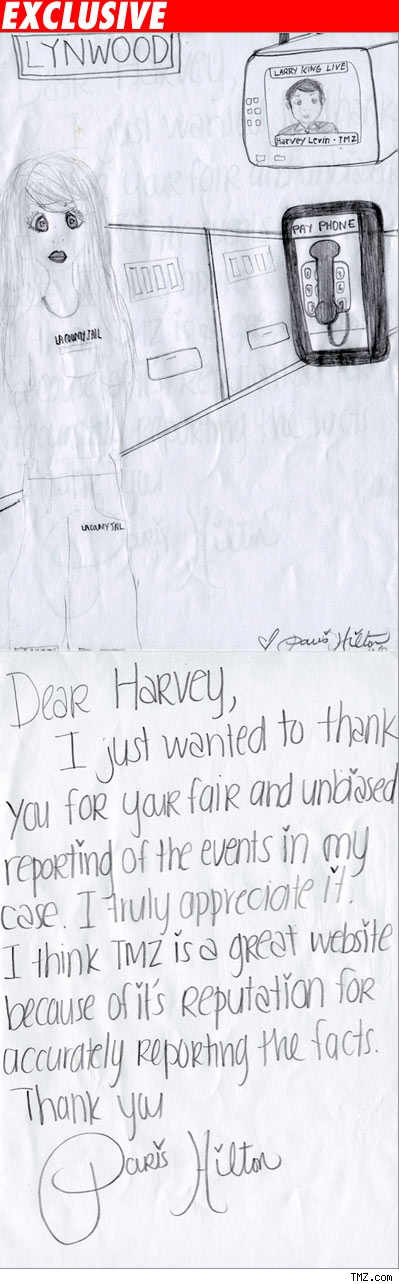 EXCLUSIVE
LYNWOOD
LARRY KING LIVE
Harvey Levin - TMZ
PAY PHONE
LA COUNTY JAIL
LA COUNTY JAIL
Paris Hilton
Dear Harvey,
I just wanted to thank
you for your fair and unbiased
reporting of the events in my
case. I truly appreciate it.
I think TMZ is a great website
because of it's reputation for
accurately reporting the facts.
Thank you
Paris Hilton
TMZ.com